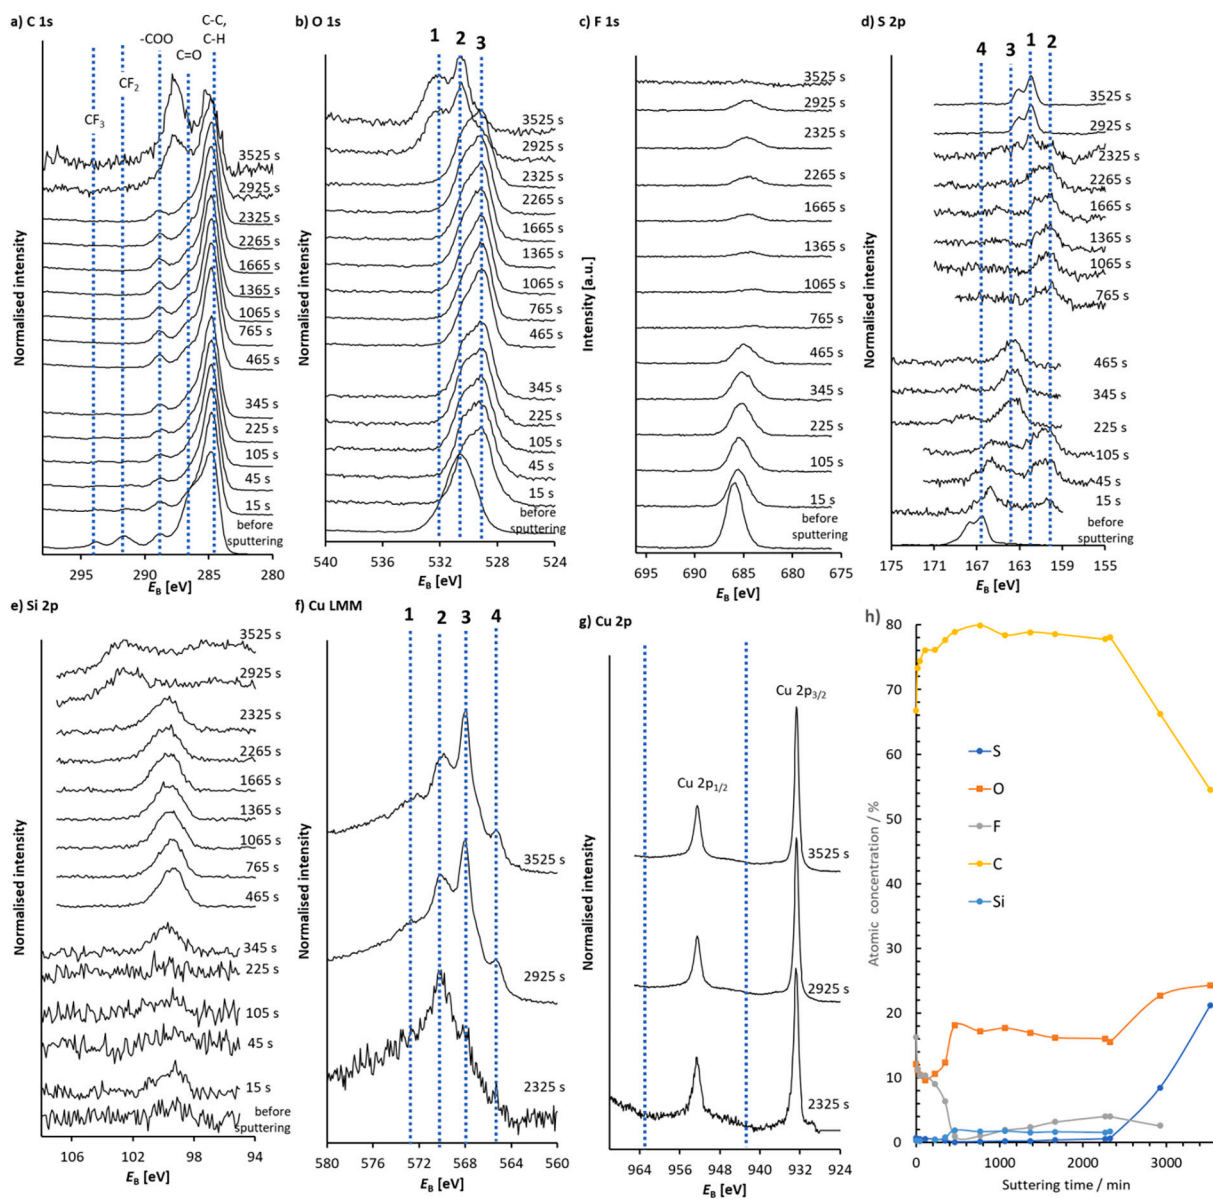 a) C 1s
-COO
C-C,
C-H
C=O
CF2
CF3
Normalised intensity
3525 s
2925 s
2325 s
2265 s
1665 s
1365 s
1065 s
765 s
465 s
345 s
225 s
105 s
45 s
15 s
before
sputtering
295 290 285 280
EB [eV]
b) O 1s
1 2 3
Normalised intensity
3525 s
2925 s
2325 s
2265 s
1665 s
1365 s
1065 s
765 s
465 s
345 s
225 s
105 s
45 s
15 s
before
sputtering
540 536 532 528 524
EB [eV]
c) F 1s
Intensity [a.u.]
3525 s
2925 s
2325 s
2265 s
1665 s
1365 s
1065 s
765 s
465 s
345 s
225 s
105 s
15 s
before
sputtering
695 690 685 680 675
EB [eV]
d) S 2p
4 3 1 2
Normalised intensity
3525 s
2925 s
2325 s
2265 s
1665 s
1365 s
1065 s
765 s
465 s
345 s
225 s
105 s
45 s
15 s
before
sputtering
175 171 167 163 159 155
EB [eV]
e) Si 2p
Normalised intensity
3525 s
2925 s
2325 s
2265 s
1665 s
1365 s
1065 s
765 s
465 s
345 s
225 s
105 s
45 s
15 s
before
sputtering
106 102 98 94
EB [eV]
f) Cu LMM
1 2 3 4
Normalised intensity
3525 s
2925 s
2325 s
580 576 572 568 564 560
EB [eV]
g) Cu 2p
Cu 2p3/2
Cu 2p1/2
Normalised intensity
3525 s
2925 s
2325 s
964 956 948 940 932 924
EB [eV]
h)
Atomic concentration / %
80
70
60
50
40
30
20
10
0
S
O
F
C
Si
0 1000 2000 3000
Suttering time / min